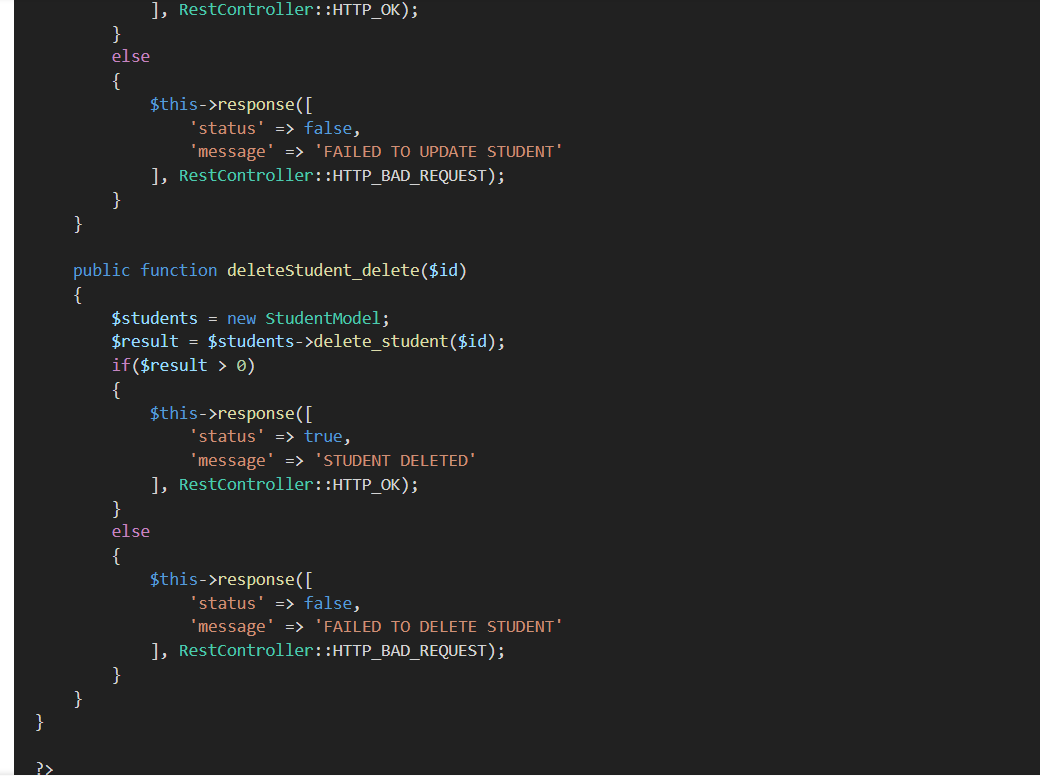 ], RestController::HTTP_OK);
}
else
{
$this->response([
'status' => false,
'message' => 'FAILED TO UPDATE STUDENT'
], RestController::HTTP_BAD_REQUEST);
}
}
public function deleteStudent_delete($id)
{
$students = new StudentModel;
$result = $students->delete_student($id);
if($result > 0)
{
$this->response([
'status' => true,
'message' => 'STUDENT DELETED'
], RestController::HTTP_OK);
}
else
{
$this->response([
'status' => false,
'message' => 'FAILED TO DELETE STUDENT'
], RestController::HTTP_BAD_REQUEST);
}
}
}
?>